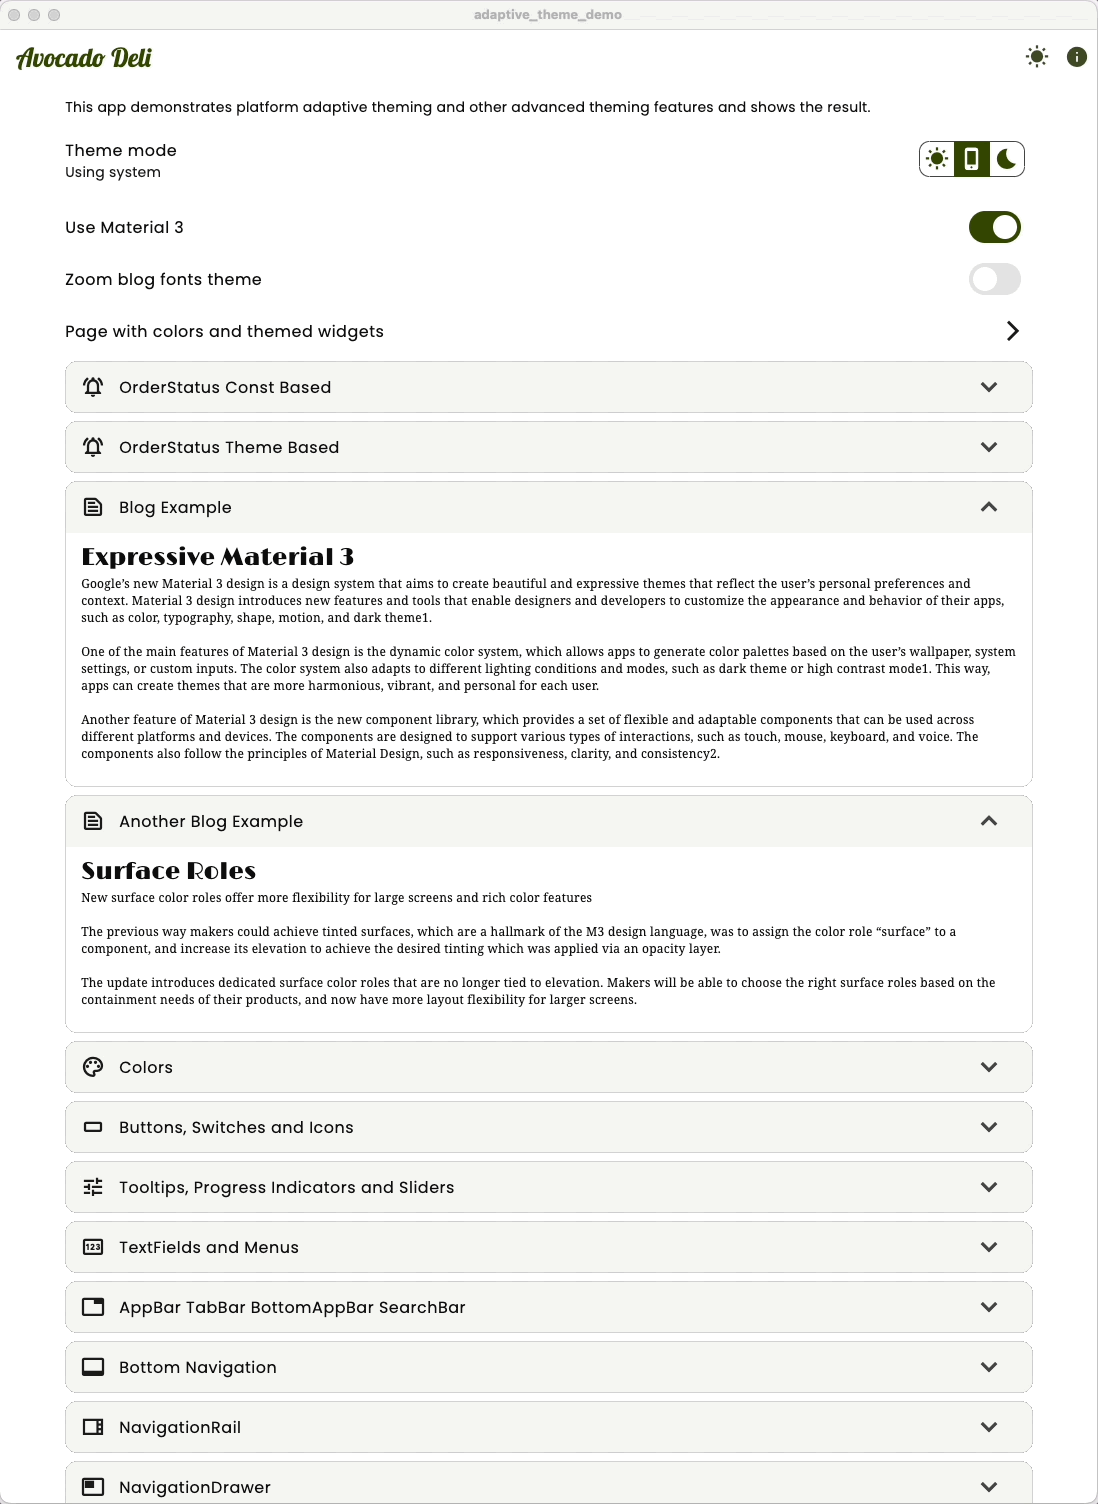 adaptive_theme_demo
Avocado Deli
This app demonstrates platform adaptive theming and other advanced theming features and shows the result.
Theme mode
Using system
Use Material 3
Zoom blog fonts theme
Page with colors and themed widgets
OrderStatus Const Based
OrderStatus Theme Based
Blog Example
Expressive Material 3
Google’s new Material 3 design is a design system that aims to create beautiful and expressive themes that reflect the user’s personal preferences and
context. Material 3 design introduces new features and tools that enable designers and developers to customize the appearance and behavior of their apps,
such as color, typography, shape, motion, and dark theme1.
One of the main features of Material 3 design is the dynamic color system, which allows apps to generate color palettes based on the user’s wallpaper, system
settings, or custom inputs. The color system also adapts to different lighting conditions and modes, such as dark theme or high contrast mode1. This way,
apps can create themes that are more harmonious, vibrant, and personal for each user.
Another feature of Material 3 design is the new component library, which provides a set of flexible and adaptable components that can be used across
different platforms and devices. The components are designed to support various types of interactions, such as touch, mouse, keyboard, and voice. The
components also follow the principles of Material Design, such as responsiveness, clarity, and consistency2.
Another Blog Example
Surface Roles
New surface color roles offer more flexibility for large screens and rich color features
The previous way makers could achieve tinted surfaces, which are a hallmark of the M3 design language, was to assign the color role “surface” to a
component, and increase its elevation to achieve the desired tinting which was applied via an opacity layer.
The update introduces dedicated surface color roles that are no longer tied to elevation. Makers will be able to choose the right surface roles based on the
containment needs of their products, and now have more layout flexibility for larger screens.
Colors
Buttons, Switches and Icons
Tooltips, Progress Indicators and Sliders
123 TextFields and Menus
AppBar TabBar BottomAppBar SearchBar
Bottom Navigation
NavigationRail
NavigationDrawer